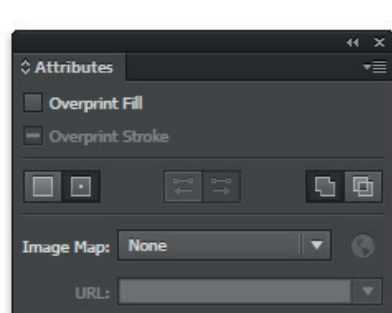 Attributes
Overprint Fill
Overprint Stroke
Image Map: None
URL: